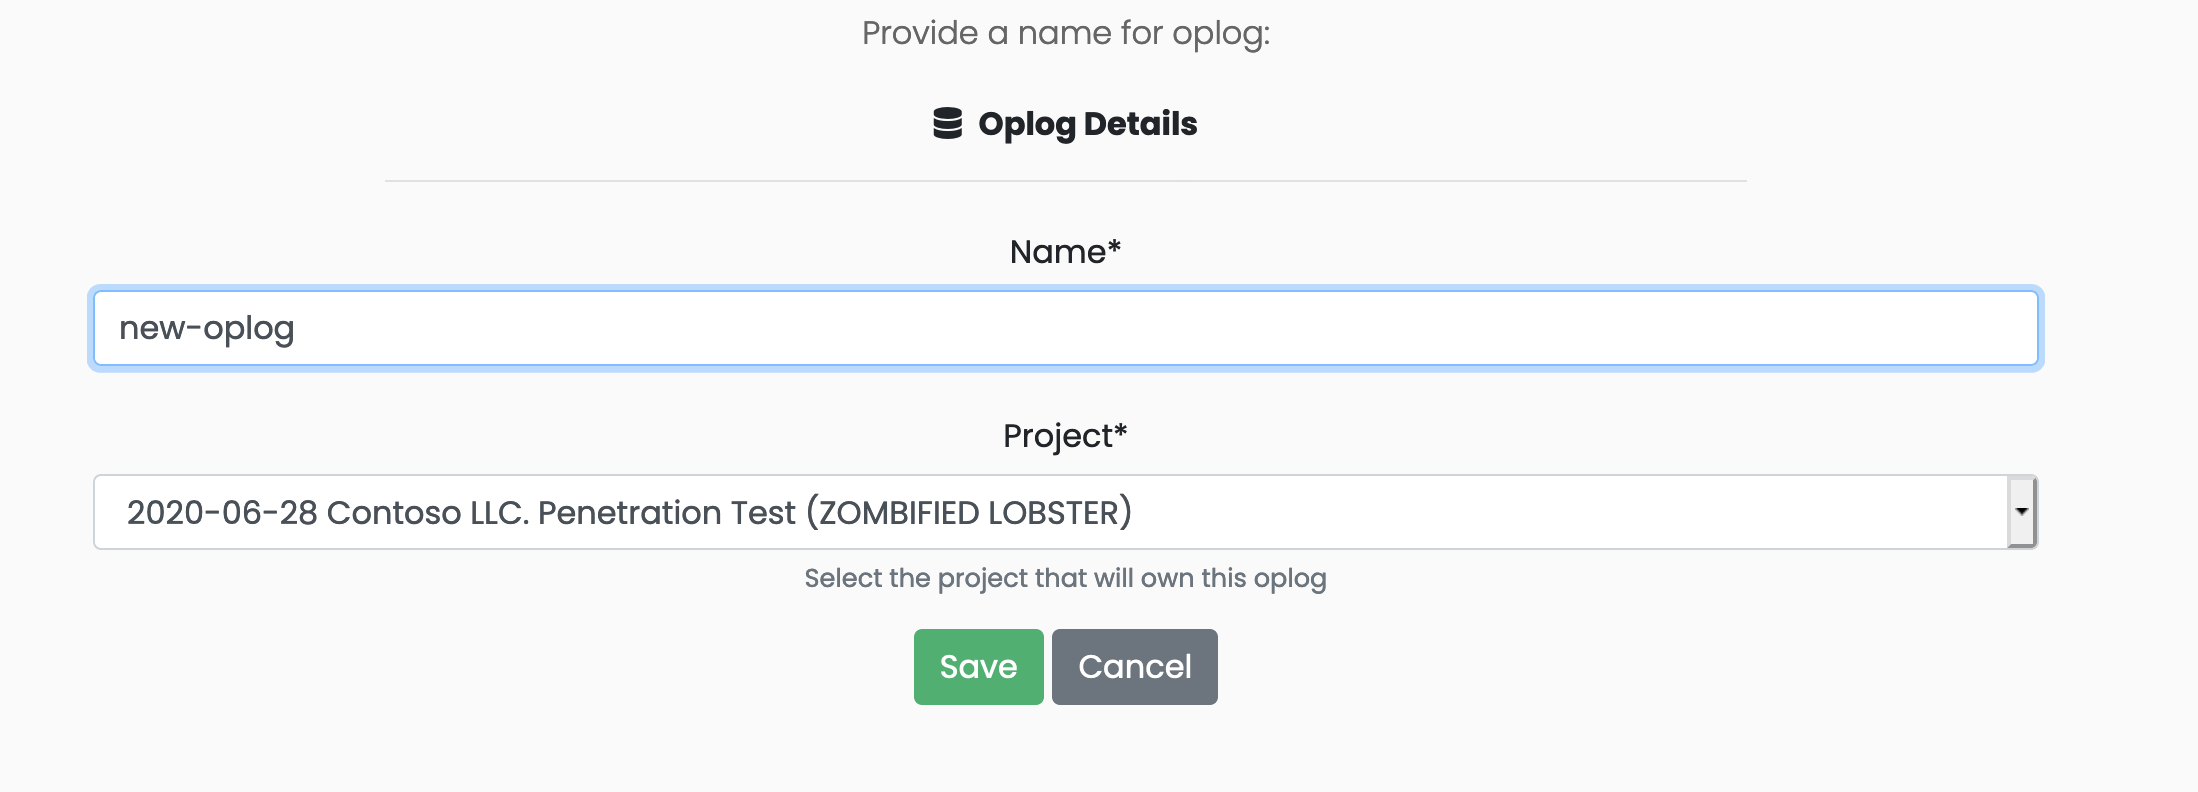 Provide a name for oplog:
Oplog Details
Name*
new-oplog
Project*
2020-06-28 Contoso LLC. Penetration Test (ZOMBIFIED LOBSTER)
Select the project that will own this oplog
Save Cancel